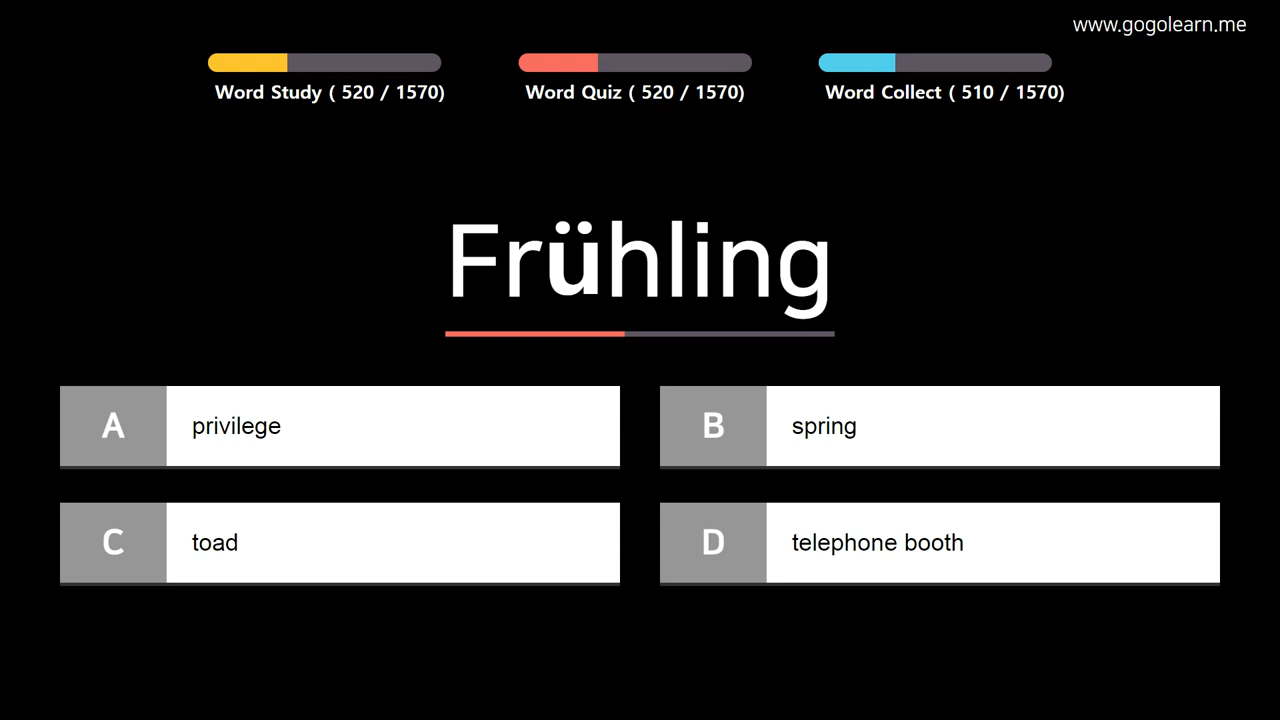 www.gogolearn.me
Word Study ( 520 / 1570)
Word Quiz ( 520 / 1570)
Word Collect ( 510 / 1570)
Frühling
A
privilege
B
spring
C
toad
D
telephone booth